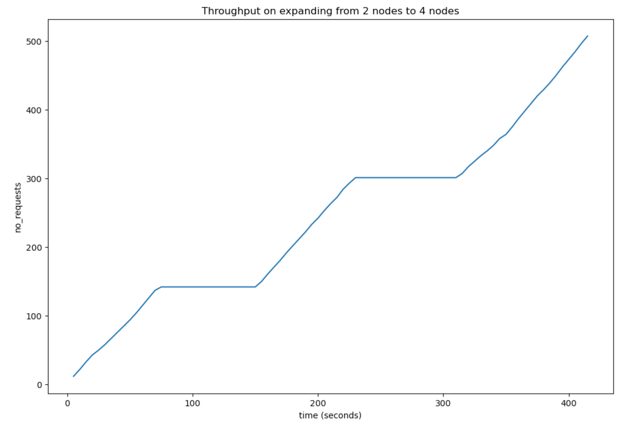 Throughput on expanding from 2 nodes to 4 nodes
500
400
300
200
100
0
no_requests
0 100 200 300 400
time (seconds)